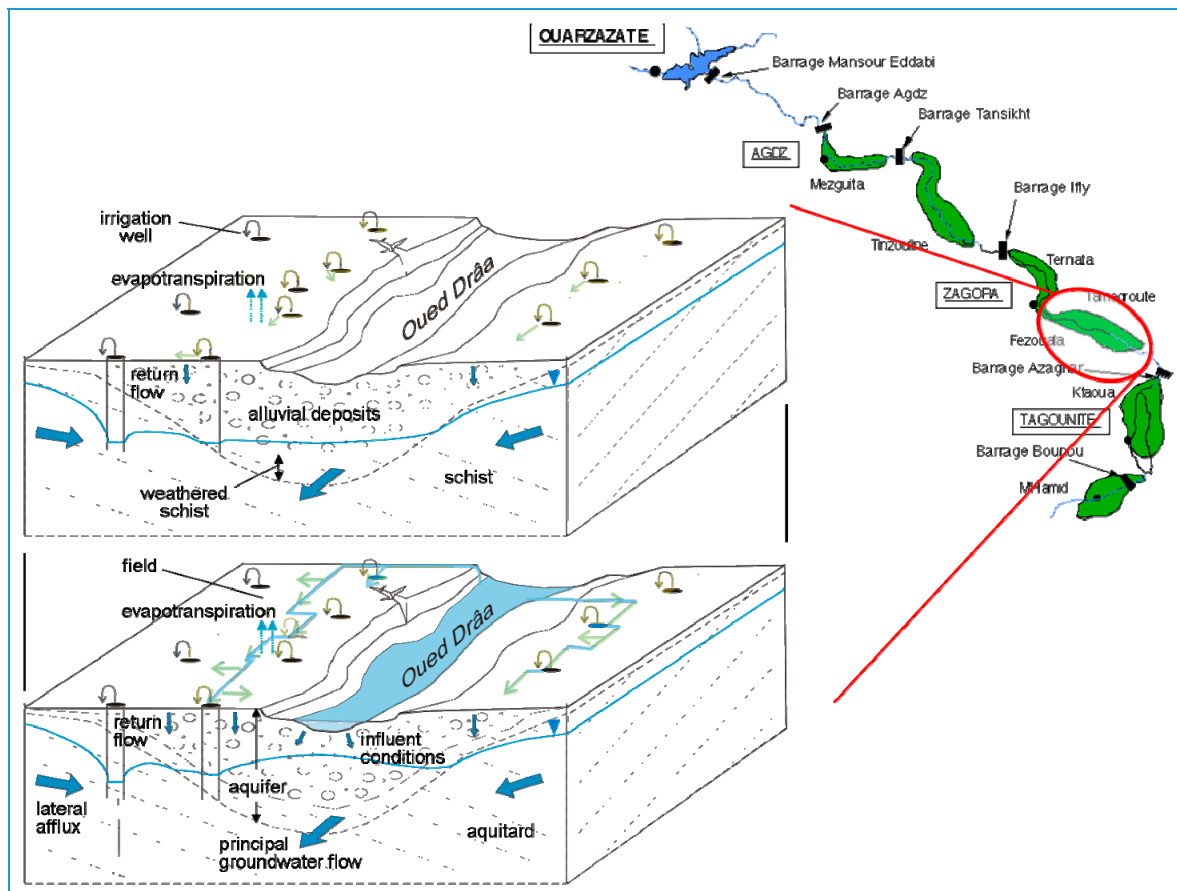 OUARZAZATE
Barrage Mansour Eddabi
Barrage Agdz
Barrage Tansikht
AGDZ
Mezguita
Barrage Ifly
Tinzouline
Ternata
ZAGORA
Tamegroute
Fezouata
Barrage Azaghar
Ktaoua
TAGOUNITE
Barrage Bounou
M'Hamid
irrigation
well
evapotranspiration
Oued Drâa
return
flow
alluvial deposits
weathered
schist
schist
field
evapotranspiration
Oued Drâa
return
flow
influent
conditions
aquifer
lateral
afflux
aquitard
principal
groundwater flow